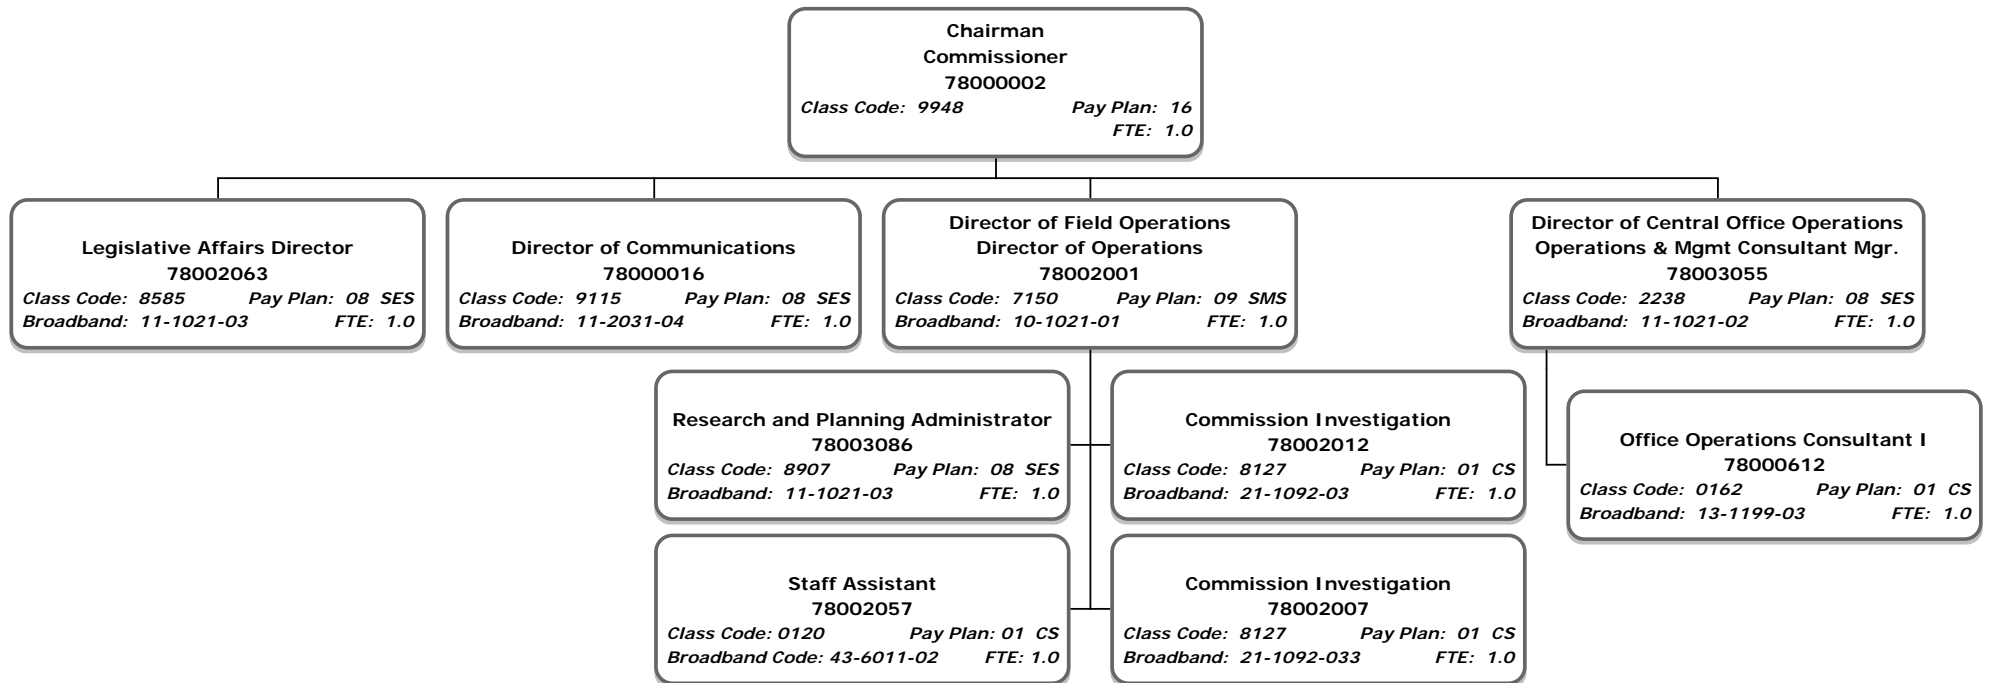 Chairman
Commissioner
78000002
Class Code: 9948 Pay Plan: 16
FTE: 1.0
Legislative Affairs Director
78002063
Class Code: 8585 Pay Plan: 08 SES
Broadband: 11-1021-03 FTE: 1.0
Director of Communications
78000016
Class Code: 9115 Pay Plan: 08 SES
Broadband: 11-2031-04 FTE: 1.0
Director of Field Operations
Director of Operations
78002001
Class Code: 7150 Pay Plan: 09 SMS
Broadband: 10-1021-01 FTE: 1.0
Director of Central Office Operations
Operations & Mgmt Consultant Mgr.
78003055
Class Code: 2238 Pay Plan: 08 SES
Broadband: 11-1021-02 FTE: 1.0
Research and Planning Administrator
78003086
Class Code: 8907 Pay Plan: 08 SES
Broadband: 11-1021-03 FTE: 1.0
Commission Investigation
78002012
Class Code: 8127 Pay Plan: 01 CS
Broadband: 21-1092-03 FTE: 1.0
Office Operations Consultant I
78000612
Class Code: 0162 Pay Plan: 01 CS
Broadband: 13-1199-03 FTE: 1.0
Staff Assistant
78002057
Class Code: 0120 Pay Plan: 01 CS
Broadband Code: 43-6011-02 FTE: 1.0
Commission Investigation
78002007
Class Code: 8127 Pay Plan: 01 CS
Broadband: 21-1092-033 FTE: 1.0